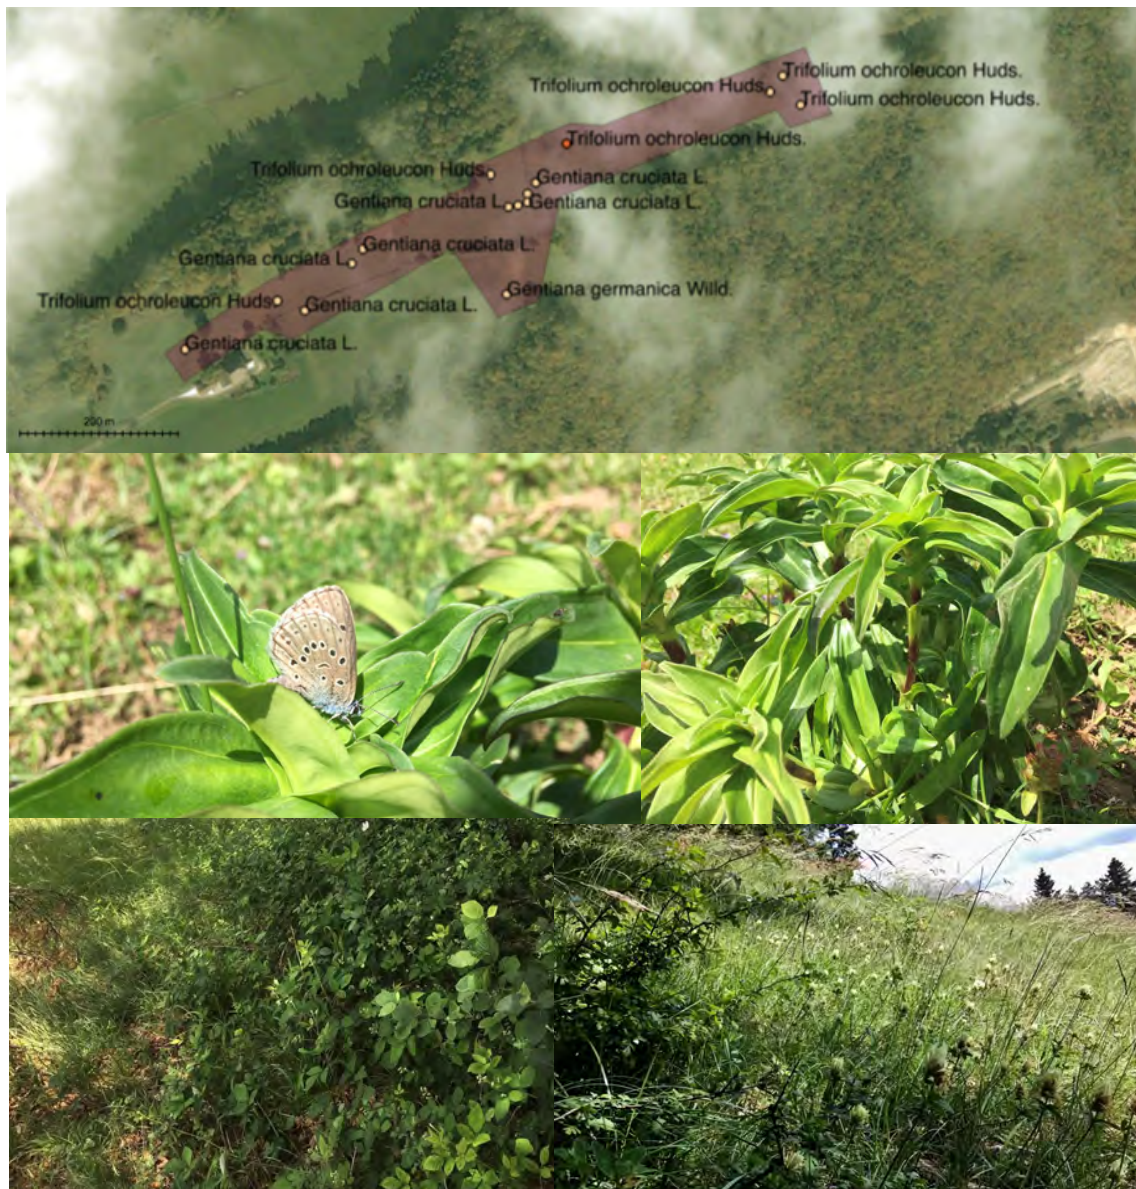 Trifolium ochroleucon Huds.
Trifolium ochroleucon Huds.
Trifolium ochroleucon Huds.
Trifolium ochroleucon Huds.
Trifolium ochroleucon Huds.
Gentiana cruciata L.
Gentiana cruciata L.
Gentiana cruciata L.
Gentiana cruciata L.
Gentiana cruciata L.
Gentiana germanica Willd.
Trifolium ochroleucon Huds.
Gentiana cruciata L.
Gentiana cruciata L.
200 m